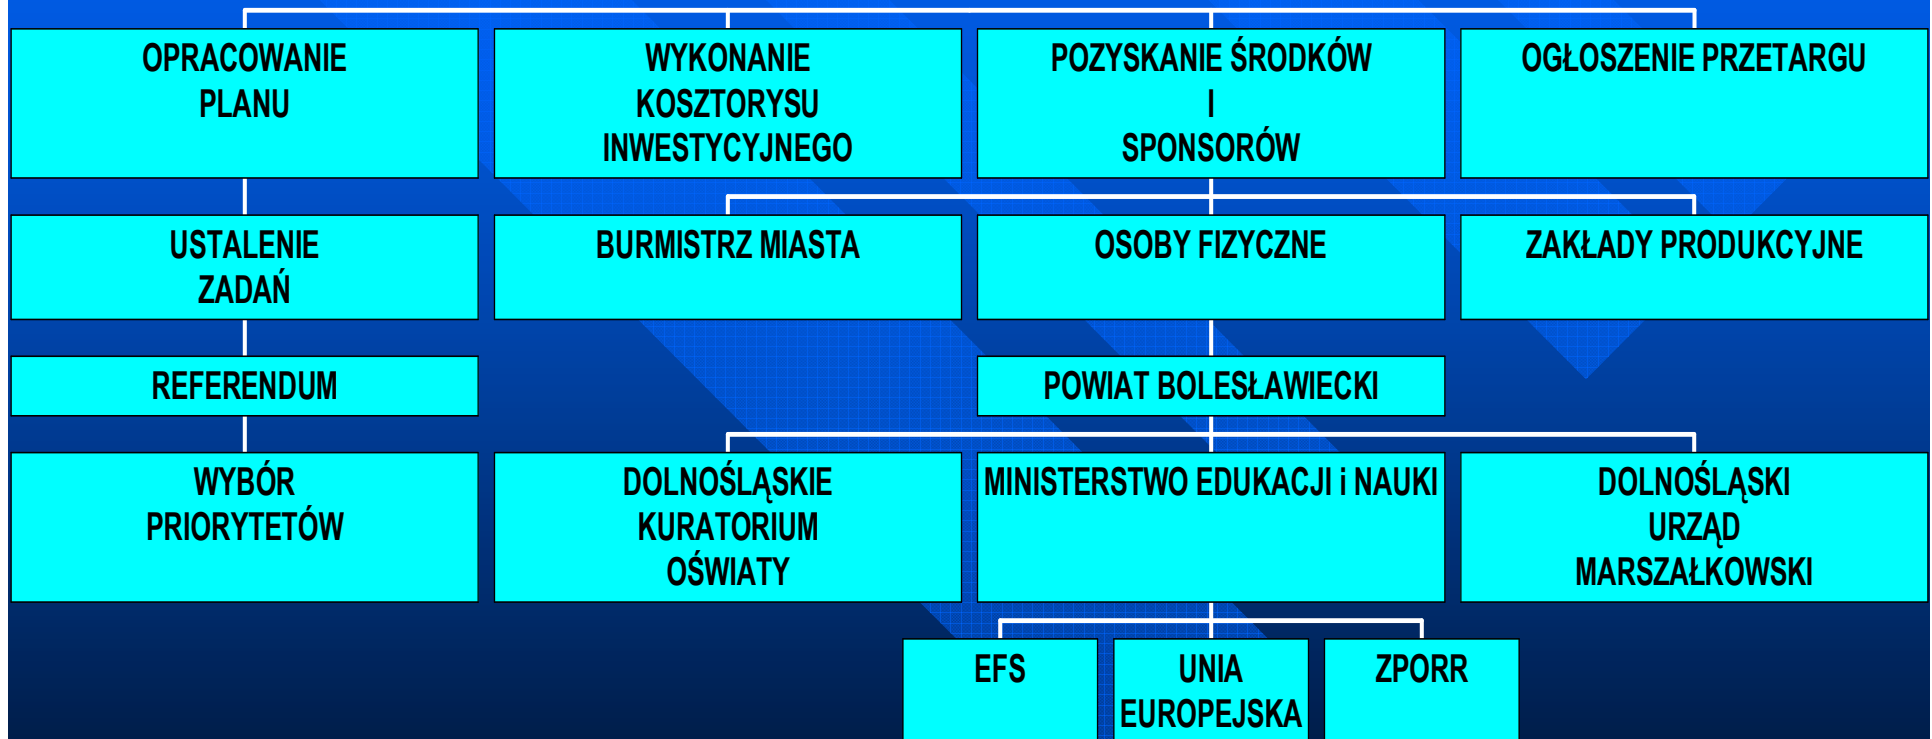 OPRACOWANIE
PLANU
WYKONANIE
KOSZTORYSU
INWESTYCYJNEGO
POZYSKANIE ŚRODKÓW
I
SPONSORÓW
OGŁOSZENIE PRZETARGU
USTALENIE
ZADAŃ
BURMISTRZ MIASTA
OSOBY FIZYCZNE
ZAKŁADY PRODUKCYJNE
REFERENDUM
POWIAT BOLESŁAWIECKI
WYBÓR
PRIORYTETÓW
DOLNOŚLĄSKIE
KURATORIUM
OŚWIATY
MINISTERSTWO EDUKACJI i NAUKI
DOLNOŚLĄSKI
URZĄD
MARSZAŁKOWSKI
EFS
UNIA
EUROPEJSKA
ZPORR